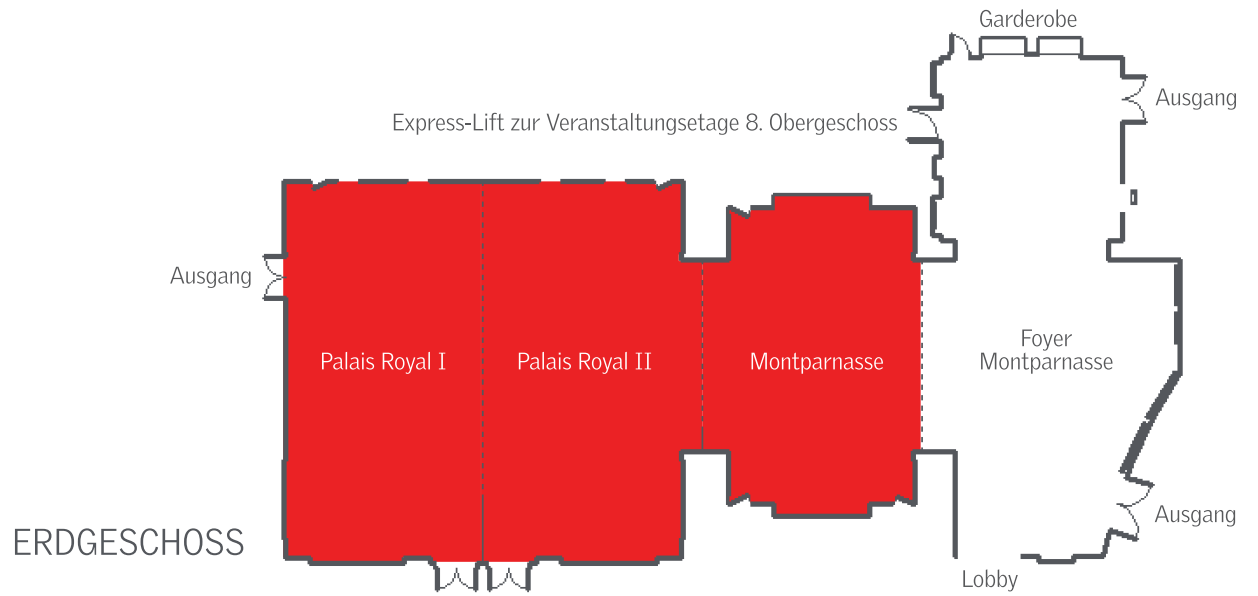 Garderobe
Ausgang
Express-Lift zur Veranstaltungsetage 8. Obergeschoss
Ausgang
Palais Royal I
Palais Royal II
Montparnasse
Foyer
Montparnasse
Ausgang
ERDGESCHOSS
Lobby